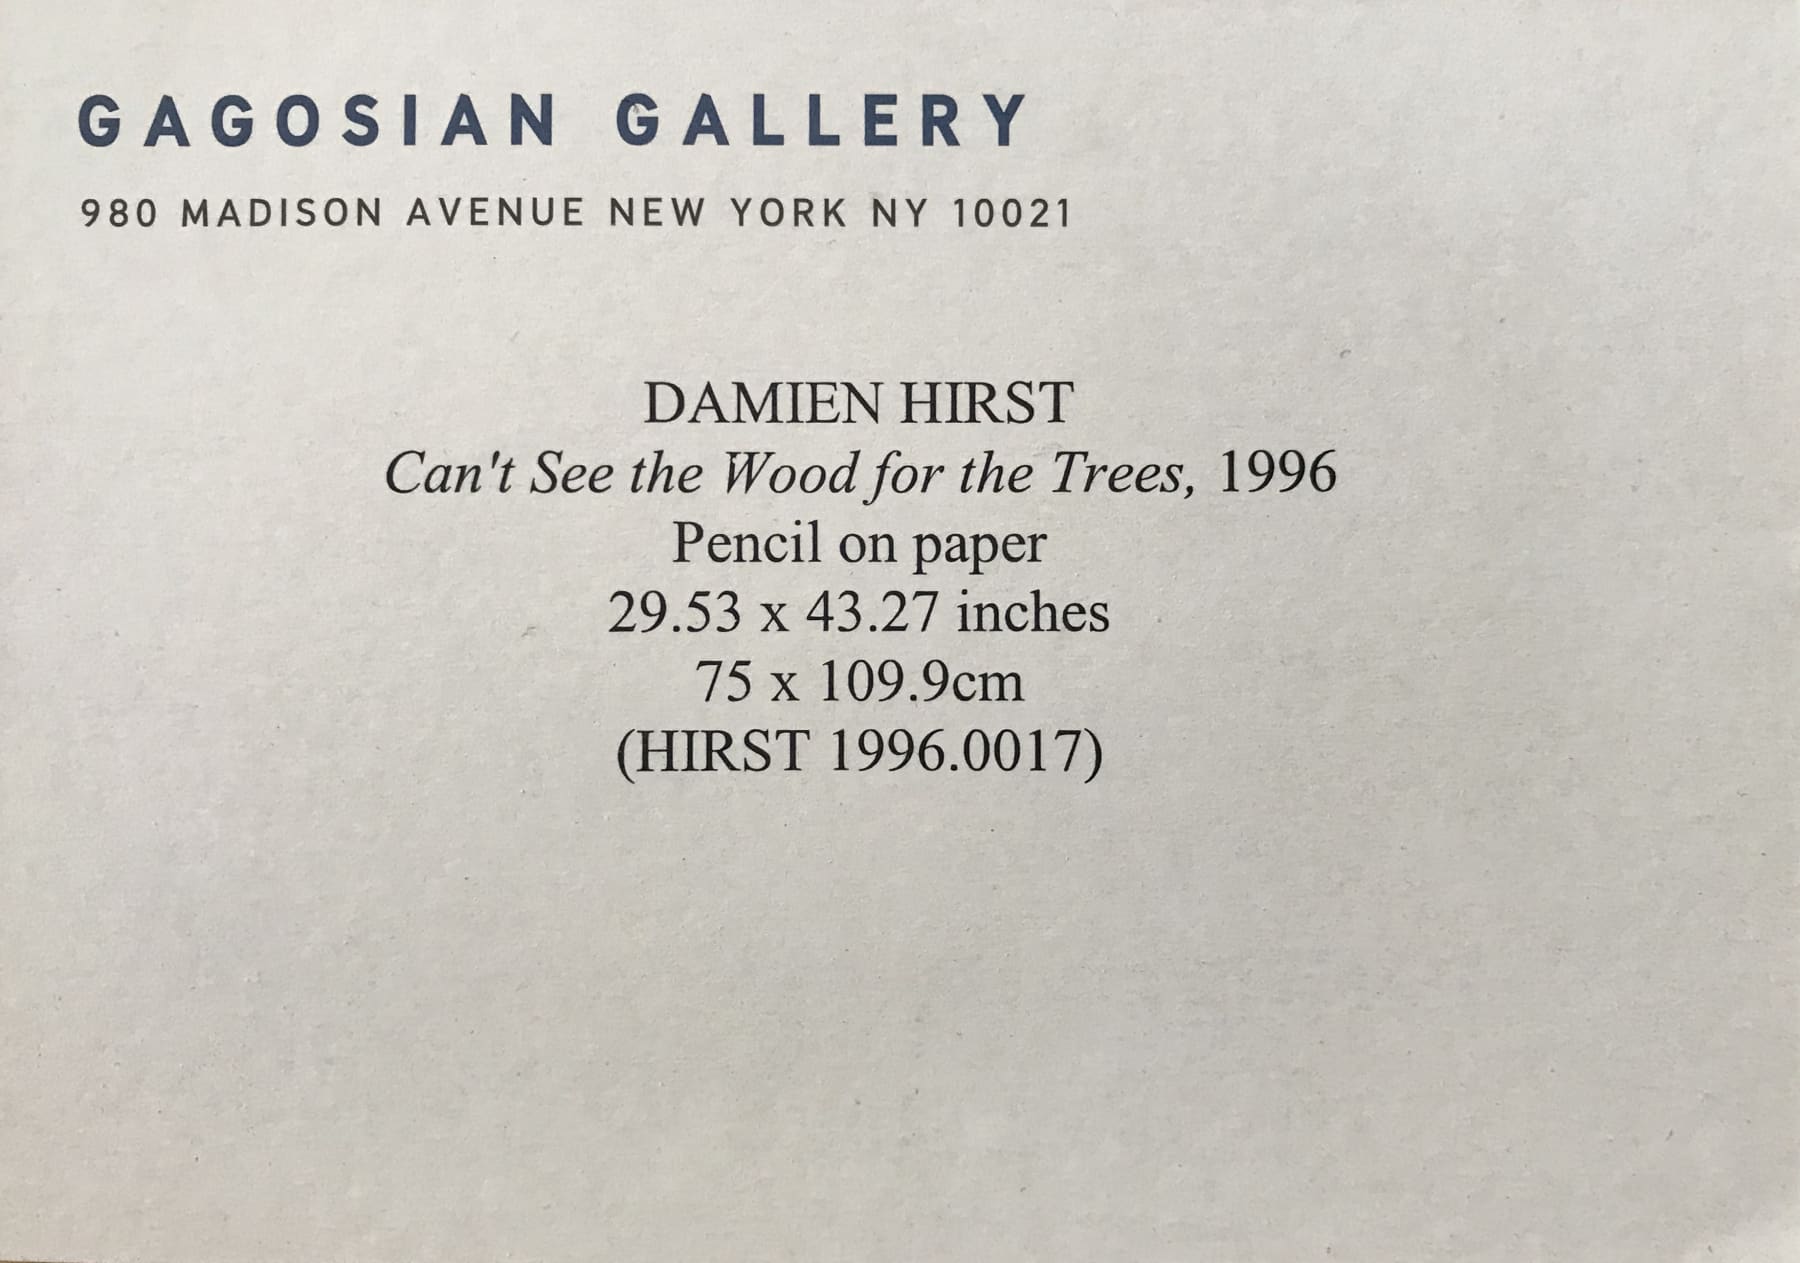 GAGOSIAN GALLERY
980 MADISON AVENUE NEW YORK NY 10021
DAMIEN HIRST
Can't See the Wood for the Trees, 1996
Pencil on paper
29.53 x 43.27 inches
75 x 109.9cm
(HIRST 1996.0017)